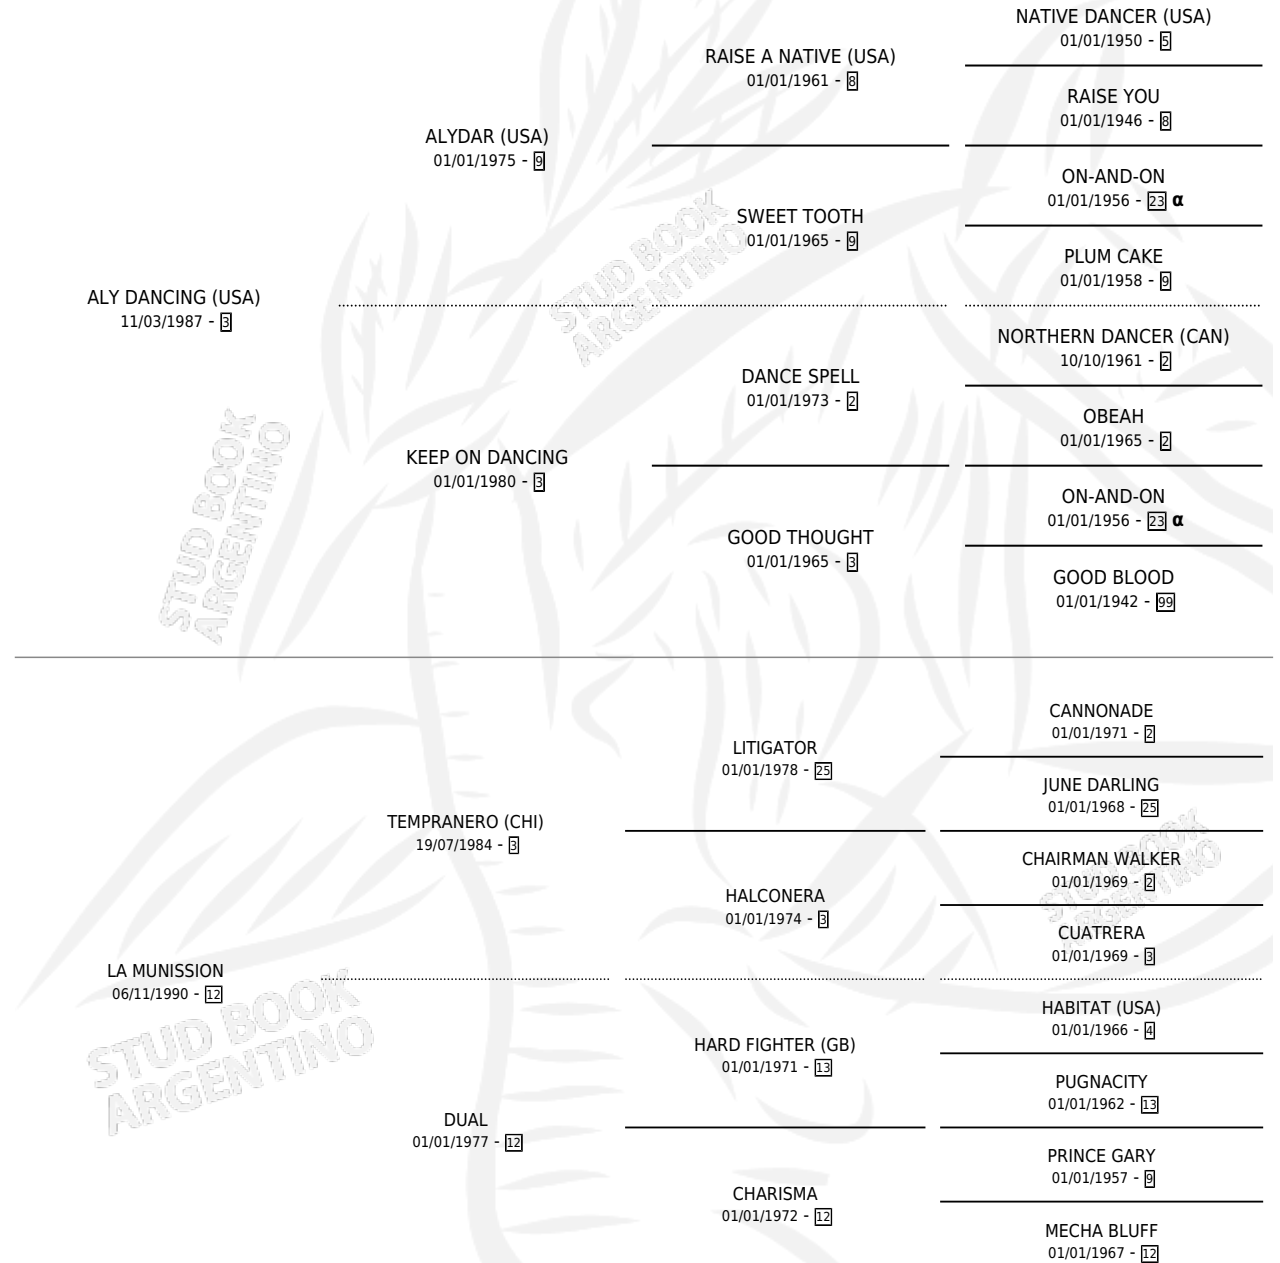 NATIVE DANCER (USA)
01/01/1950 - 5
RAISE A NATIVE (USA)
01/01/1961 - 8
RAISE YOU
01/01/1946 - 8
ALYDAR (USA)
01/01/1975 - 9
ON-AND-ON
01/01/1956 - 23 α
SWEET TOOTH
01/01/1965 - 9
PLUM CAKE
01/01/1958 - 9
ALY DANCING (USA)
11/03/1987 - 3
NORTHERN DANCER (CAN)
10/10/1961 - 2
DANCE SPELL
01/01/1973 - 2
OBEAH
01/01/1965 - 2
KEEP ON DANCING
01/01/1980 - 3
ON-AND-ON
01/01/1956 - 23 α
GOOD THOUGHT
01/01/1965 - 3
GOOD BLOOD
01/01/1942 - 99
CANNONADE
01/01/1971 - 2
LITIGATOR
01/01/1978 - 25
JUNE DARLING
01/01/1968 - 25
TEMPRANERO (CHI)
19/07/1984 - 3
CHAIRMAN WALKER
01/01/1969 - 2
HALCONERA
01/01/1974 - 3
CUATRERA
01/01/1969 - 3
LA MUNISSION
06/11/1990 - 12
HABITAT (USA)
01/01/1966 - 4
HARD FIGHTER (GB)
01/01/1971 - 13
PUGNACITY
01/01/1962 - 13
DUAL
01/01/1977 - 12
PRINCE GARY
01/01/1957 - 9
CHARISMA
01/01/1972 - 12
MECHA BLUFF
01/01/1967 - 12
STUD BOOK
ARGENTINO
STUD BOOK
ARGENTINO
STUD BOOK
ARGENTINO
STUD BOOK
ARGENTINO